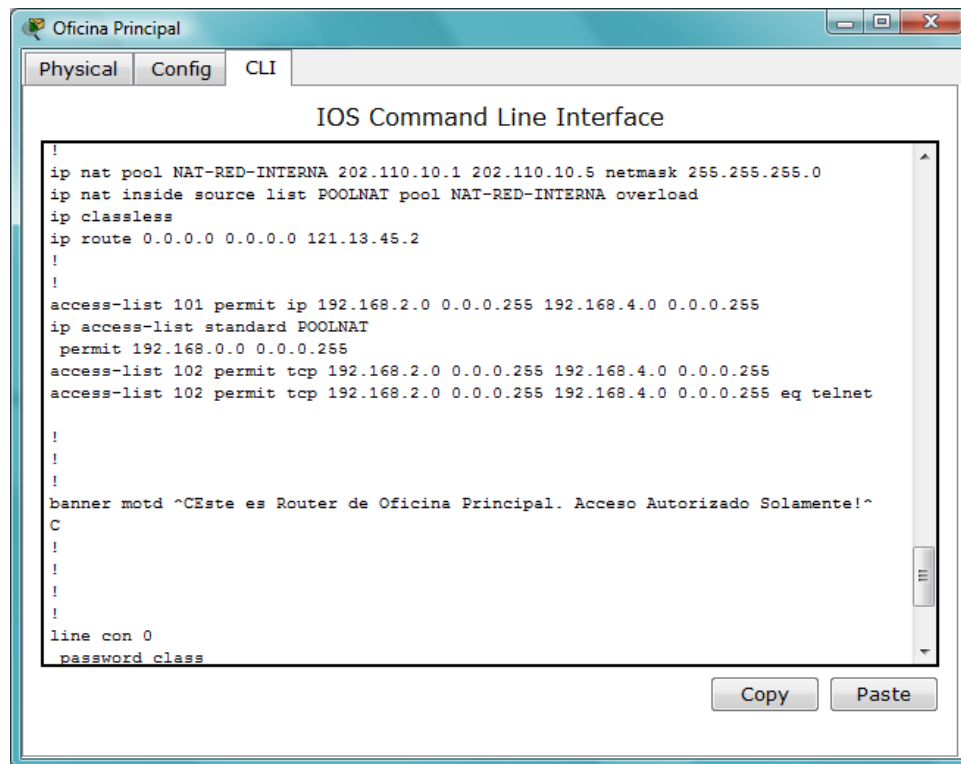 Oficina Principal
Physical Config CLI
IOS Command Line Interface
!
ip nat pool NAT-RED-INTERNA 202.110.10.1 202.110.10.5 netmask 255.255.255.0
ip nat inside source list POOLNAT pool NAT-RED-INTERNA overload
ip classless
ip route 0.0.0.0 0.0.0.0 121.13.45.2
!
!
access-list 101 permit ip 192.168.2.0 0.0.0.255 192.168.4.0 0.0.0.255
ip access-list standard POOLNAT
 permit 192.168.0.0 0.0.0.255
access-list 102 permit tcp 192.168.2.0 0.0.0.255 192.168.4.0 0.0.0.255
access-list 102 permit tcp 192.168.2.0 0.0.0.255 192.168.4.0 0.0.0.255 eq telnet
!
!
!
banner motd ^CEste es Router de Oficina Principal. Acceso Autorizado Solamente!^
C
!
!
!
!
line con 0
 password class
Copy Paste